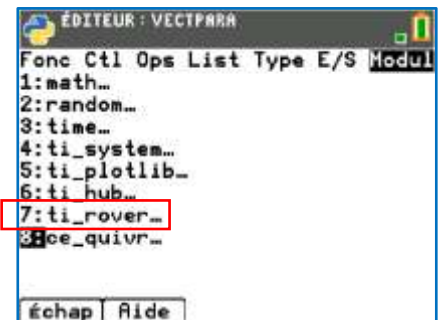 ÉDITEUR : VECTPARA
Fonc Ctl Ops List Type E/S Modul
1:math…
2:random…
3:time…
4:ti_system…
5:ti_plotlib…
6:ti_hub…
7:ti_rover…
8:ce_quivr…
Échap Aide